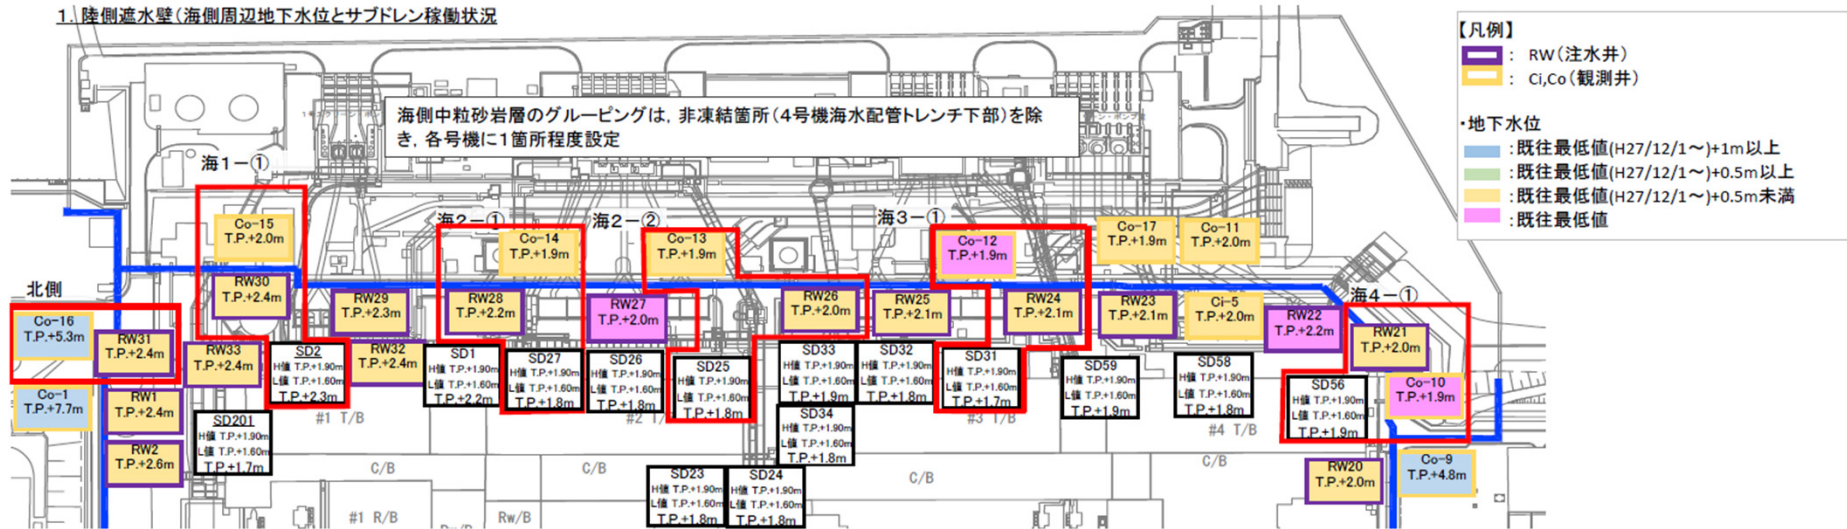 1. 陸側遮水壁(海側周辺地下水位とサブドレン稼働状況
【凡例】
: RW(注水井)
: Ci,Co(観測井)
・地下水位
:既往最低値(H27/12/1~)+1m以上
:既往最低値(H27/12/1~)+0.5m以上
:既往最低値(H27/12/1~)+0.5m未満
:既往最低値
海側中粒砂岩層のグルーピングは,非凍結箇所(4号機海水配管トレンチ下部)を除
き,各号機に1箇所程度設定
海1-①
海2-①
海2-②
海3-①
海4-①
北側
Co-15
T.P.+2.0m
Co-14
T.P.+1.9m
Co-13
T.P.+1.9m
Co-12
T.P.+1.9m
Co-17
T.P.+1.9m
Co-11
T.P.+2.0m
Co-16
T.P.+5.3m
RW31
T.P.+2.4m
RW30
T.P.+2.4m
RW29
T.P.+2.3m
RW28
T.P.+2.2m
RW27
T.P.+2.0m
RW26
T.P.+2.0m
RW25
T.P.+2.1m
RW24
T.P.+2.1m
RW23
T.P.+2.1m
Ci-5
T.P.+2.0m
RW22
T.P.+2.2m
RW21
T.P.+2.0m
RW33
T.P.+2.4m
SD2
H値 T.P.+1.90m
L値 T.P.+1.60m
T.P.+2.3m
RW32
T.P.+2.4m
SD1
H値 T.P.+1.90m
L値 T.P.+1.60m
T.P.+2.2m
SD27
H値 T.P.+1.90m
L値 T.P.+1.60m
T.P.+1.8m
SD26
H値 T.P.+1.90m
L値 T.P.+1.60m
T.P.+1.8m
SD25
H値 T.P.+1.90m
L値 T.P.+1.60m
T.P.+1.8m
SD33
H値 T.P.+1.90m
L値 T.P.+1.60m
T.P.+1.9m
SD32
H値 T.P.+1.90m
L値 T.P.+1.60m
T.P.+1.8m
SD31
H値 T.P.+1.90m
L値 T.P.+1.60m
T.P.+1.7m
SD59
H値 T.P.+1.90m
L値 T.P.+1.60m
T.P.+1.9m
SD58
H値 T.P.+1.90m
L値 T.P.+1.60m
T.P.+1.8m
SD56
H値 T.P.+1.90m
L値 T.P.+1.60m
T.P.+1.9m
Co-10
T.P.+1.9m
Co-1
T.P.+7.7m
RW1
T.P.+2.4m
RW2
T.P.+2.6m
SD201
H値 T.P.+1.90m
L値 T.P.+1.60m
T.P.+1.7m
SD34
H値 T.P.+1.90m
L値 T.P.+1.60m
T.P.+1.8m
#1 T/B
#2 T/
#3 T/B
#4 T/B
C/B
C/B
C/B
C/B
SD23
H値 T.P.+1.90m
L値 T.P.+1.60m
T.P.+1.8m
SD24
H値 T.P.+1.90m
L値 T.P.+1.60m
T.P.+1.8m
RW20
T.P.+2.0m
Co-9
T.P.+4.8m
#1 R/B
Rw/B